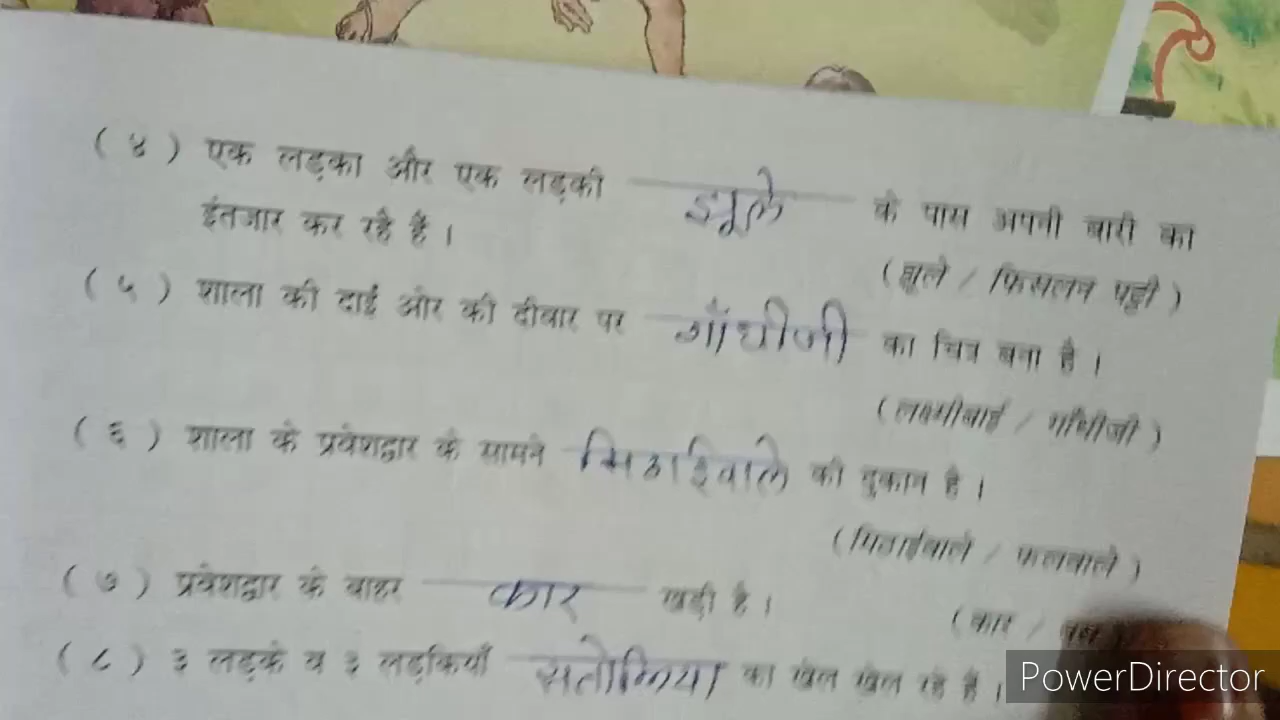 ( ४ ) एक लड़का और एक लड़की झूले के पास अपनी बारी का
इंतजार कर रहै है ।
(झूले / फिसलन पट्टी )
( ५ ) शाला की दाईं ओर की दीवार पर गाँधीजी का चित्र बना है ।
(लक्ष्मीबाई / गाँधीजी )
( ६ ) शाला के प्रवेशद्वार के सामने मिठाईवाले की दुकान है ।
(मिठाईवाले / फलवाले )
( ७ ) प्रवेशद्वार के बाहर कार खड़ी है ।
(कार / बस )
( ८ ) ३ लड़के व ३ लड़कियाँ सतोलिया का खेल खेल रहे है ।
PowerDirector